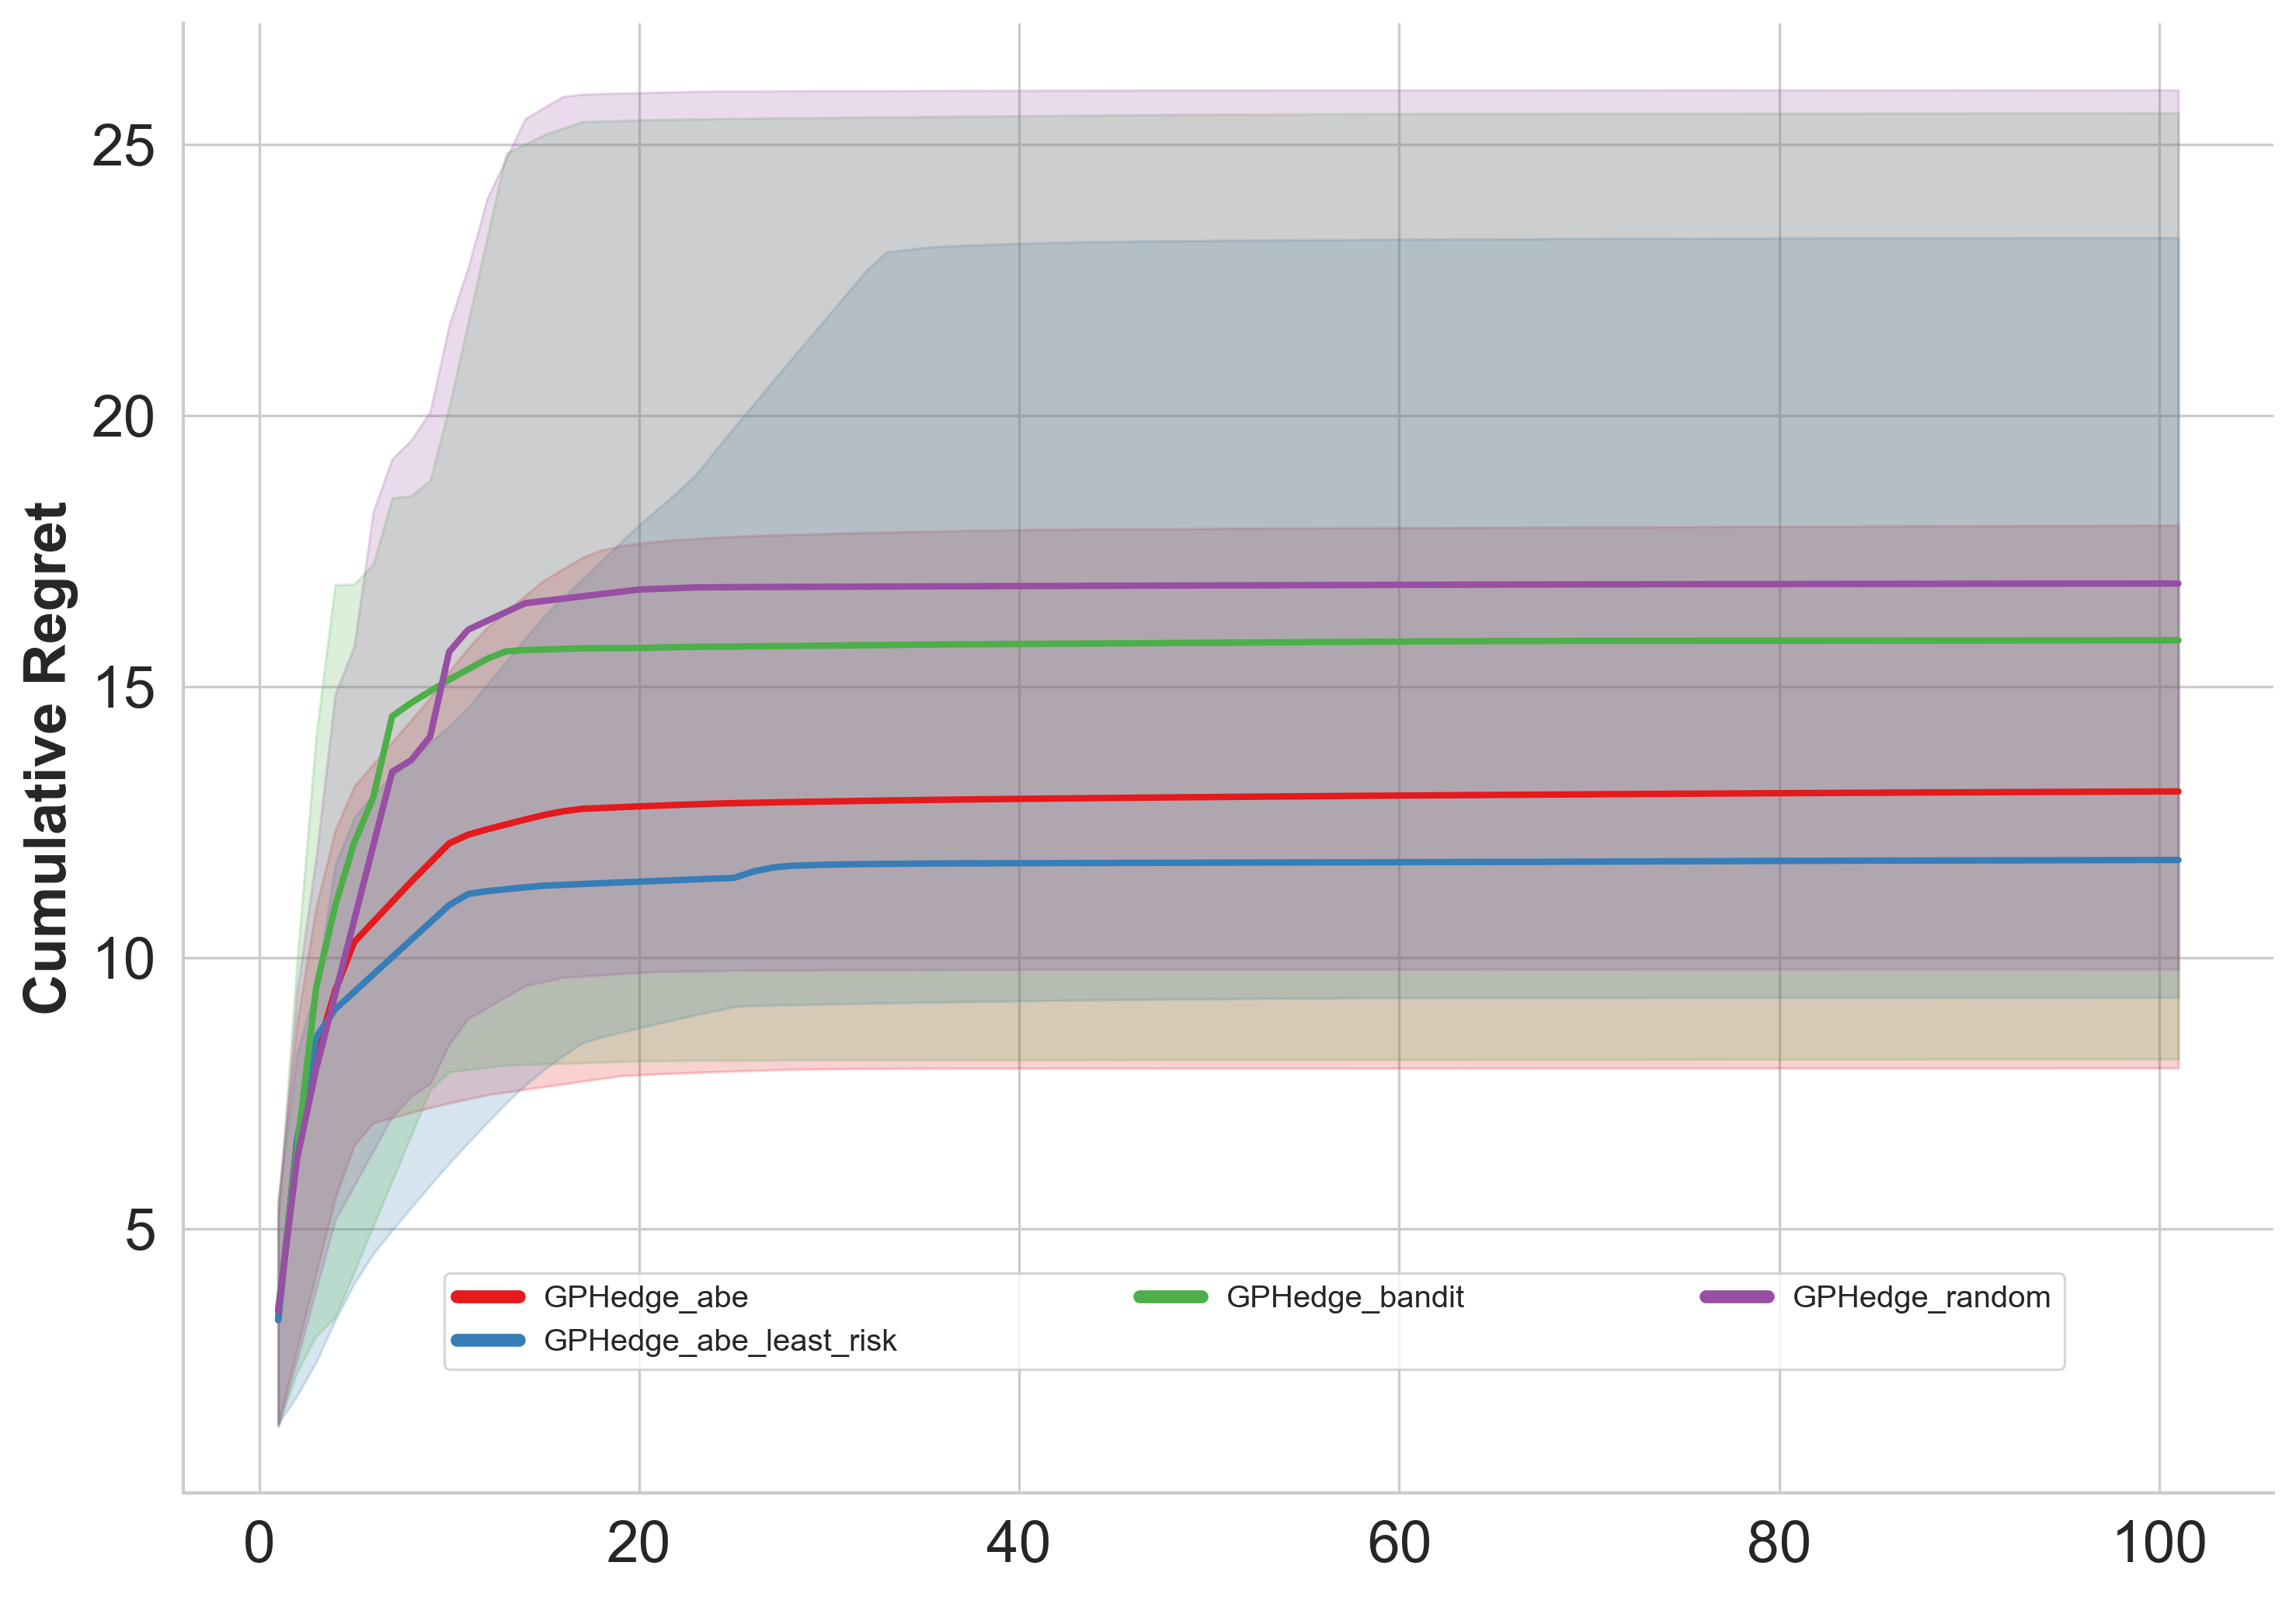 Cumulative Regret
25
20
15
10
5
GPHedge_abe GPHedge_bandit GPHedge_random
GPHedge_abe_least_risk
0 20 40 60 80 100